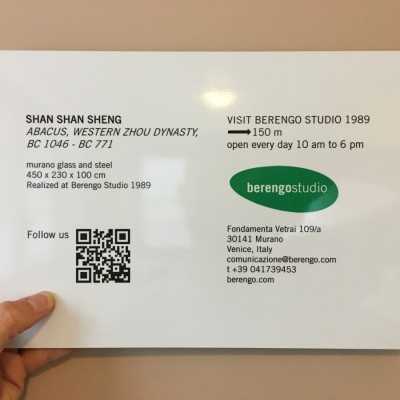 SHAN SHAN SHENG
ABACUS, WESTERN ZHOU DYNASTY,
BC 1046 - BC 771
murano glass and steel
450 x 230 x 100 cm
Realized at Berengo Studio 1989
Follow us
VISIT BERENGO STUDIO 1989
150 m
open every day 10 am to 6 pm
berengostudio
Fondamenta Vetrai 109/a
30141 Murano
Venice, Italy
comunicazione@berengo.com
t +39 041739453
berengo.com